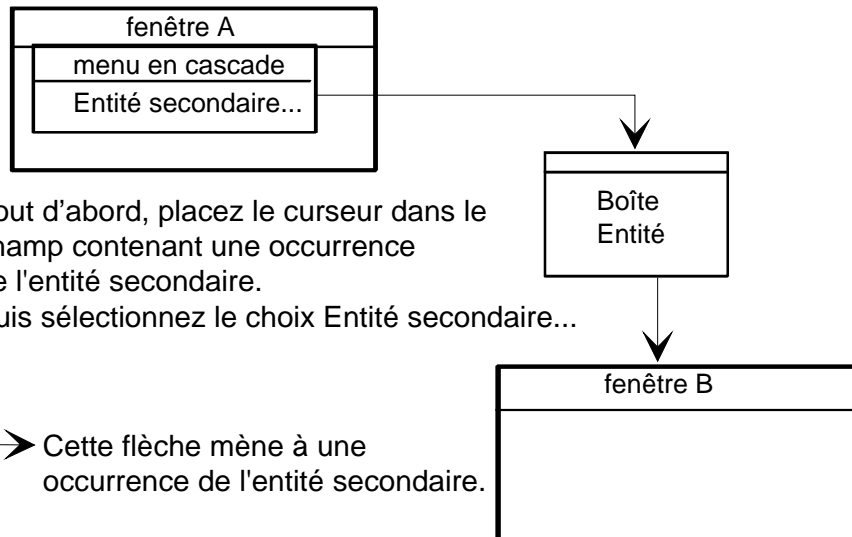 fenêtre A
menu en cascade
Entité secondaire...
out d’abord, placez le curseur dans le
hamp contenant une occurrence
e l'entité secondaire.
uis sélectionnez le choix Entité secondaire...
Boîte
Entité
fenêtre B
Cette flèche mène à une
occurrence de l'entité secondaire.